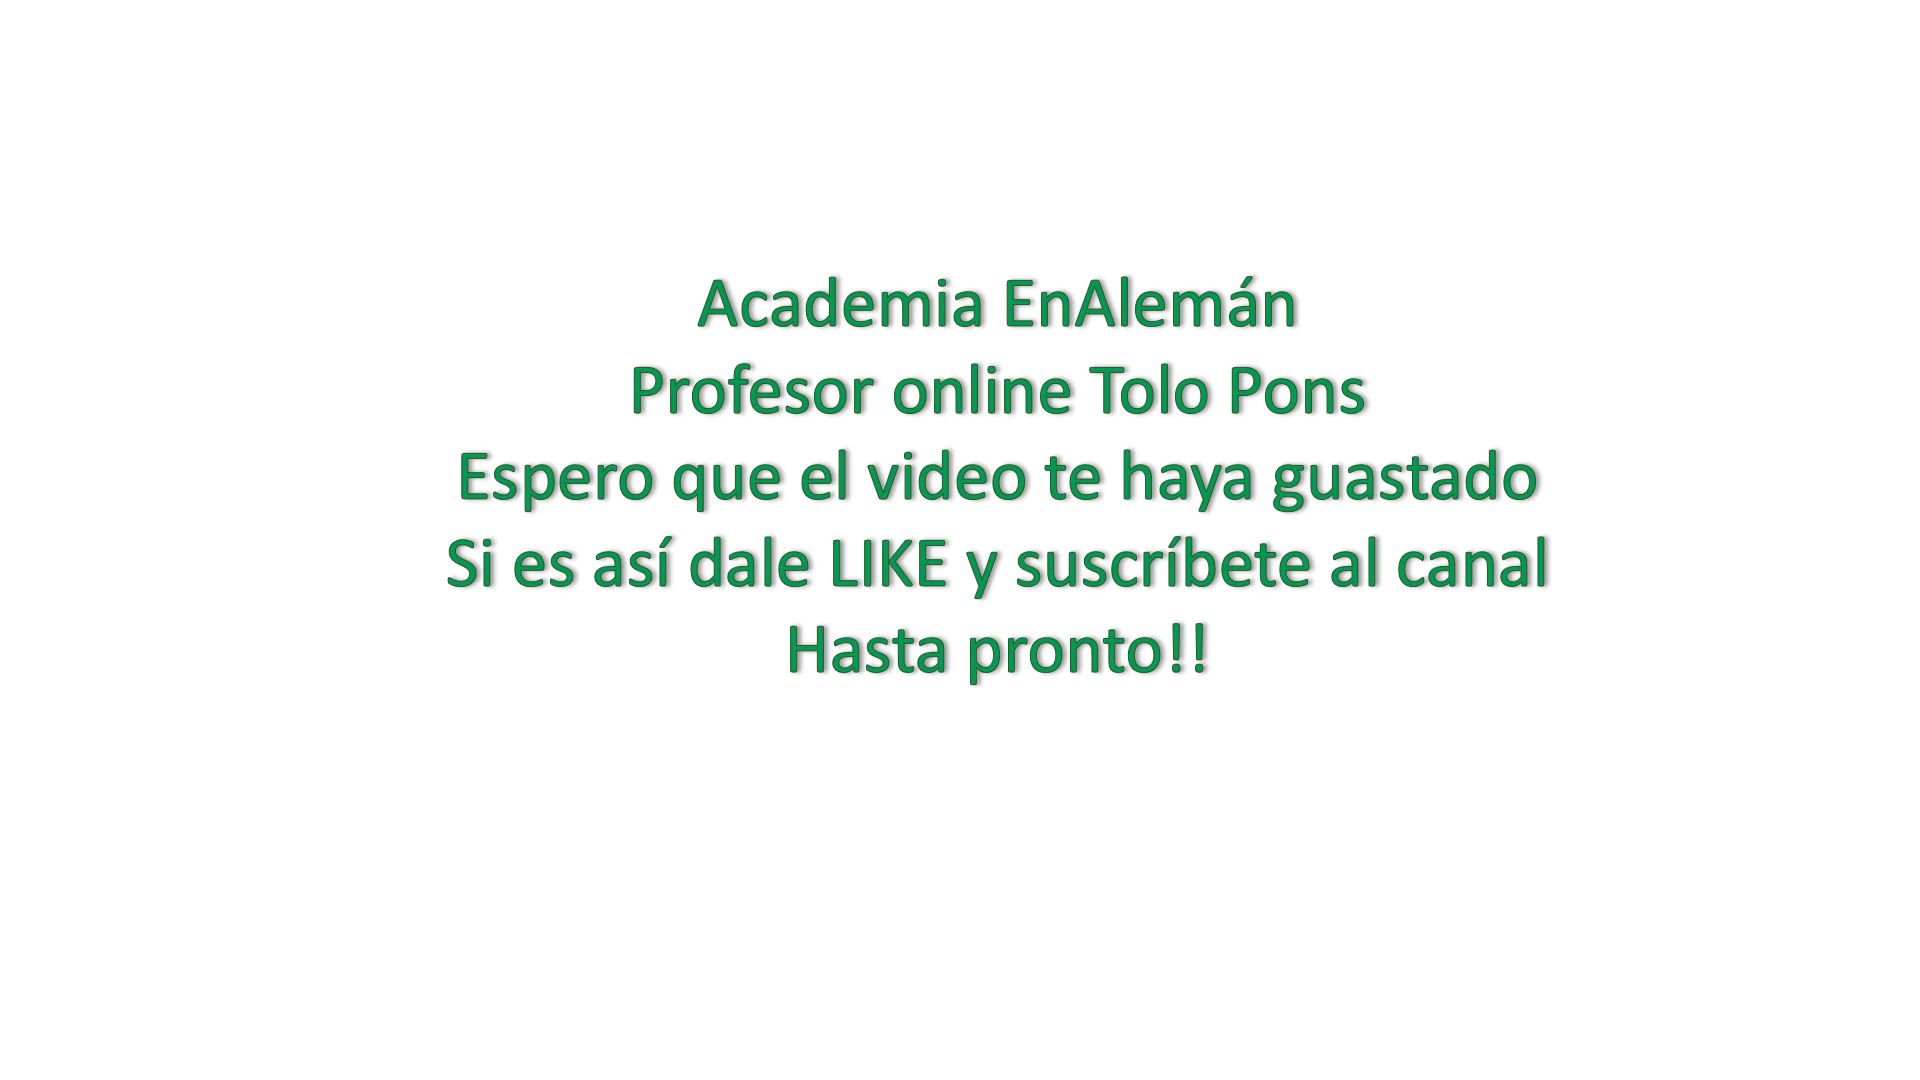 Academia EnAlemán
Profesor online Tolo Pons
Espero que el video te haya guastado
Si es así dale LIKE y suscríbete al canal
Hasta pronto!!